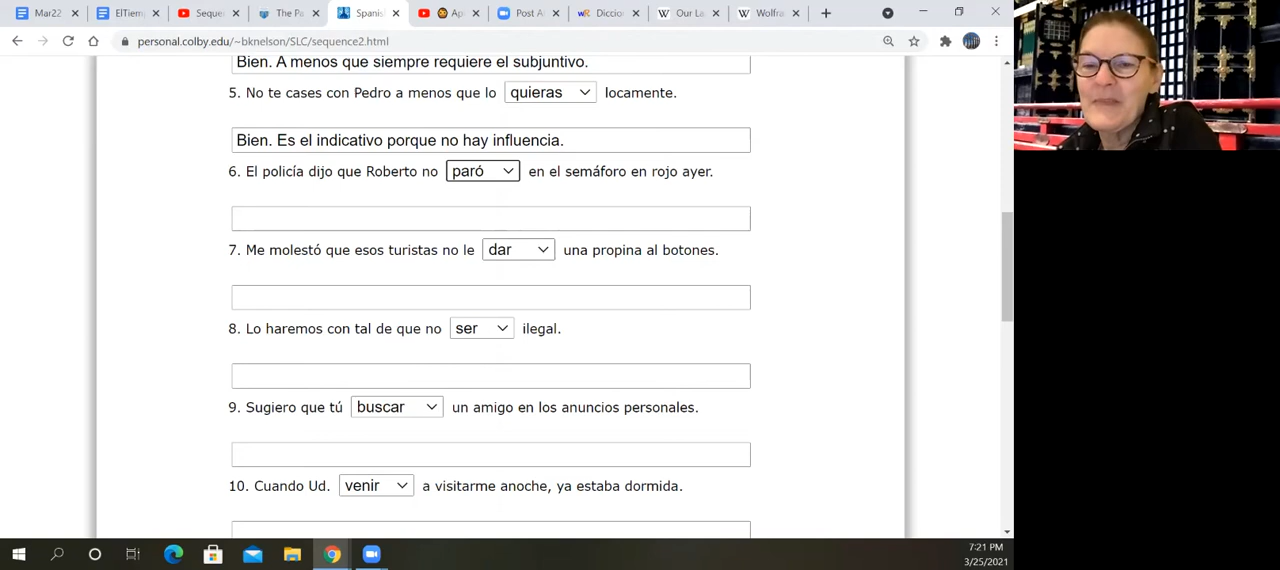 Mar22
ElTiem
Seque
The Pa
Spanis
Ap
Post A
wR Diccio
W Our La
W Wolfra
personal.colby.edu/~bknelson/SLC/sequence2.html
Bien. A menos que siempre requiere el subjuntivo.
5. No te cases con Pedro a menos que lo quieras locamente.
Bien. Es el indicativo porque no hay influencia.
6. El policía dijo que Roberto no paró en el semáforo en rojo ayer.
7. Me molestó que esos turistas no le dar una propina al botones.
8. Lo haremos con tal de que no ser ilegal.
9. Sugiero que tú buscar un amigo en los anuncios personales.
10. Cuando Ud. venir a visitarme anoche, ya estaba dormida.
7:21 PM
3/25/2021